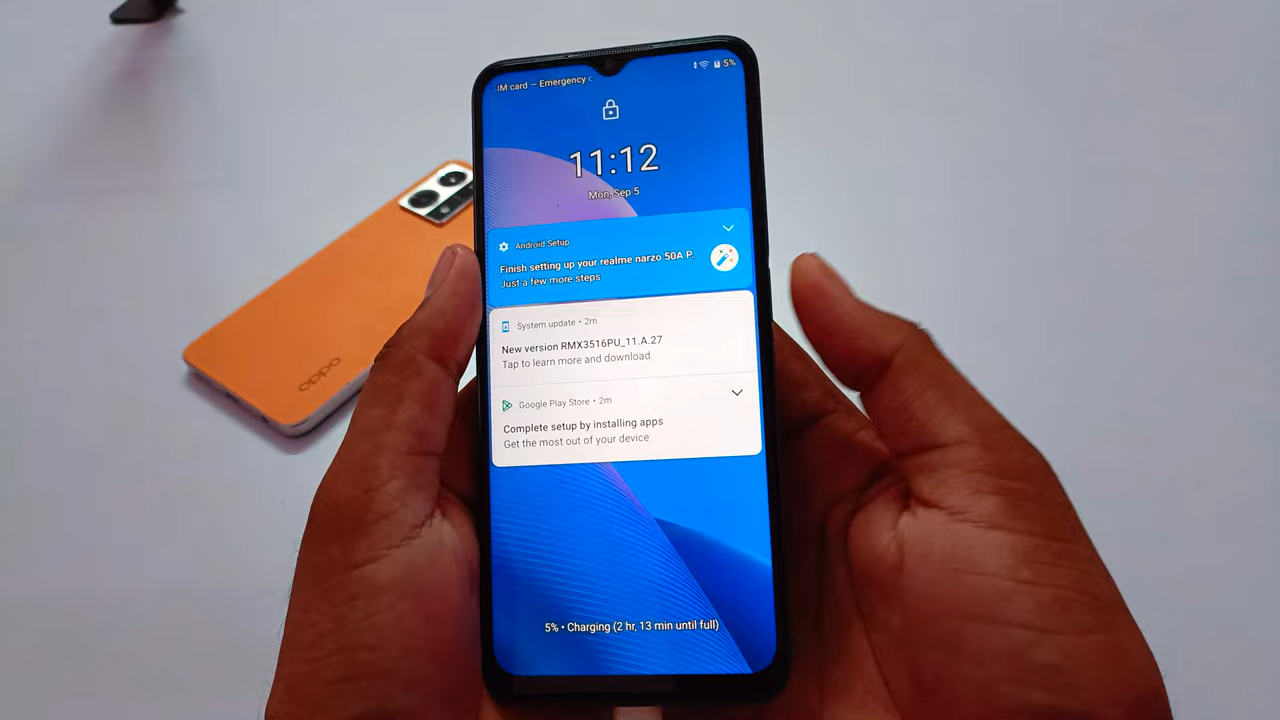 IM card — Emergency c
5%
11:12
Mon, Sep 5
Android Setup
Finish setting up your realme narzo 50A P..
Just a few more steps
System update • 2m
New version RMX3516PU_11.A.27
Tap to learn more and download
Google Play Store • 2m
Complete setup by installing apps
Get the most out of your device
5% • Charging (2 hr, 13 min until full)
oppo